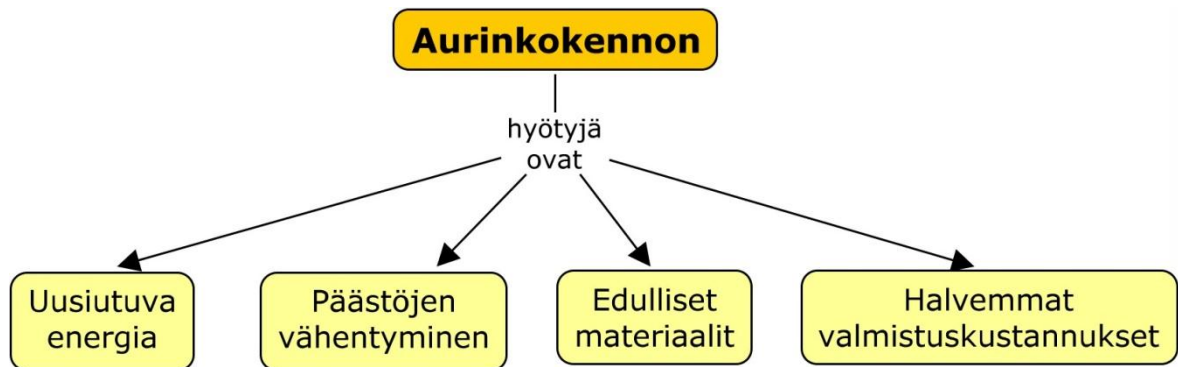 Aurinkokennon
hyötyjä
ovat
Uusiutuva
energia
Päästöjen
vähentyminen
Edulliset
materiaalit
Halvemmat
valmistuskustannukset